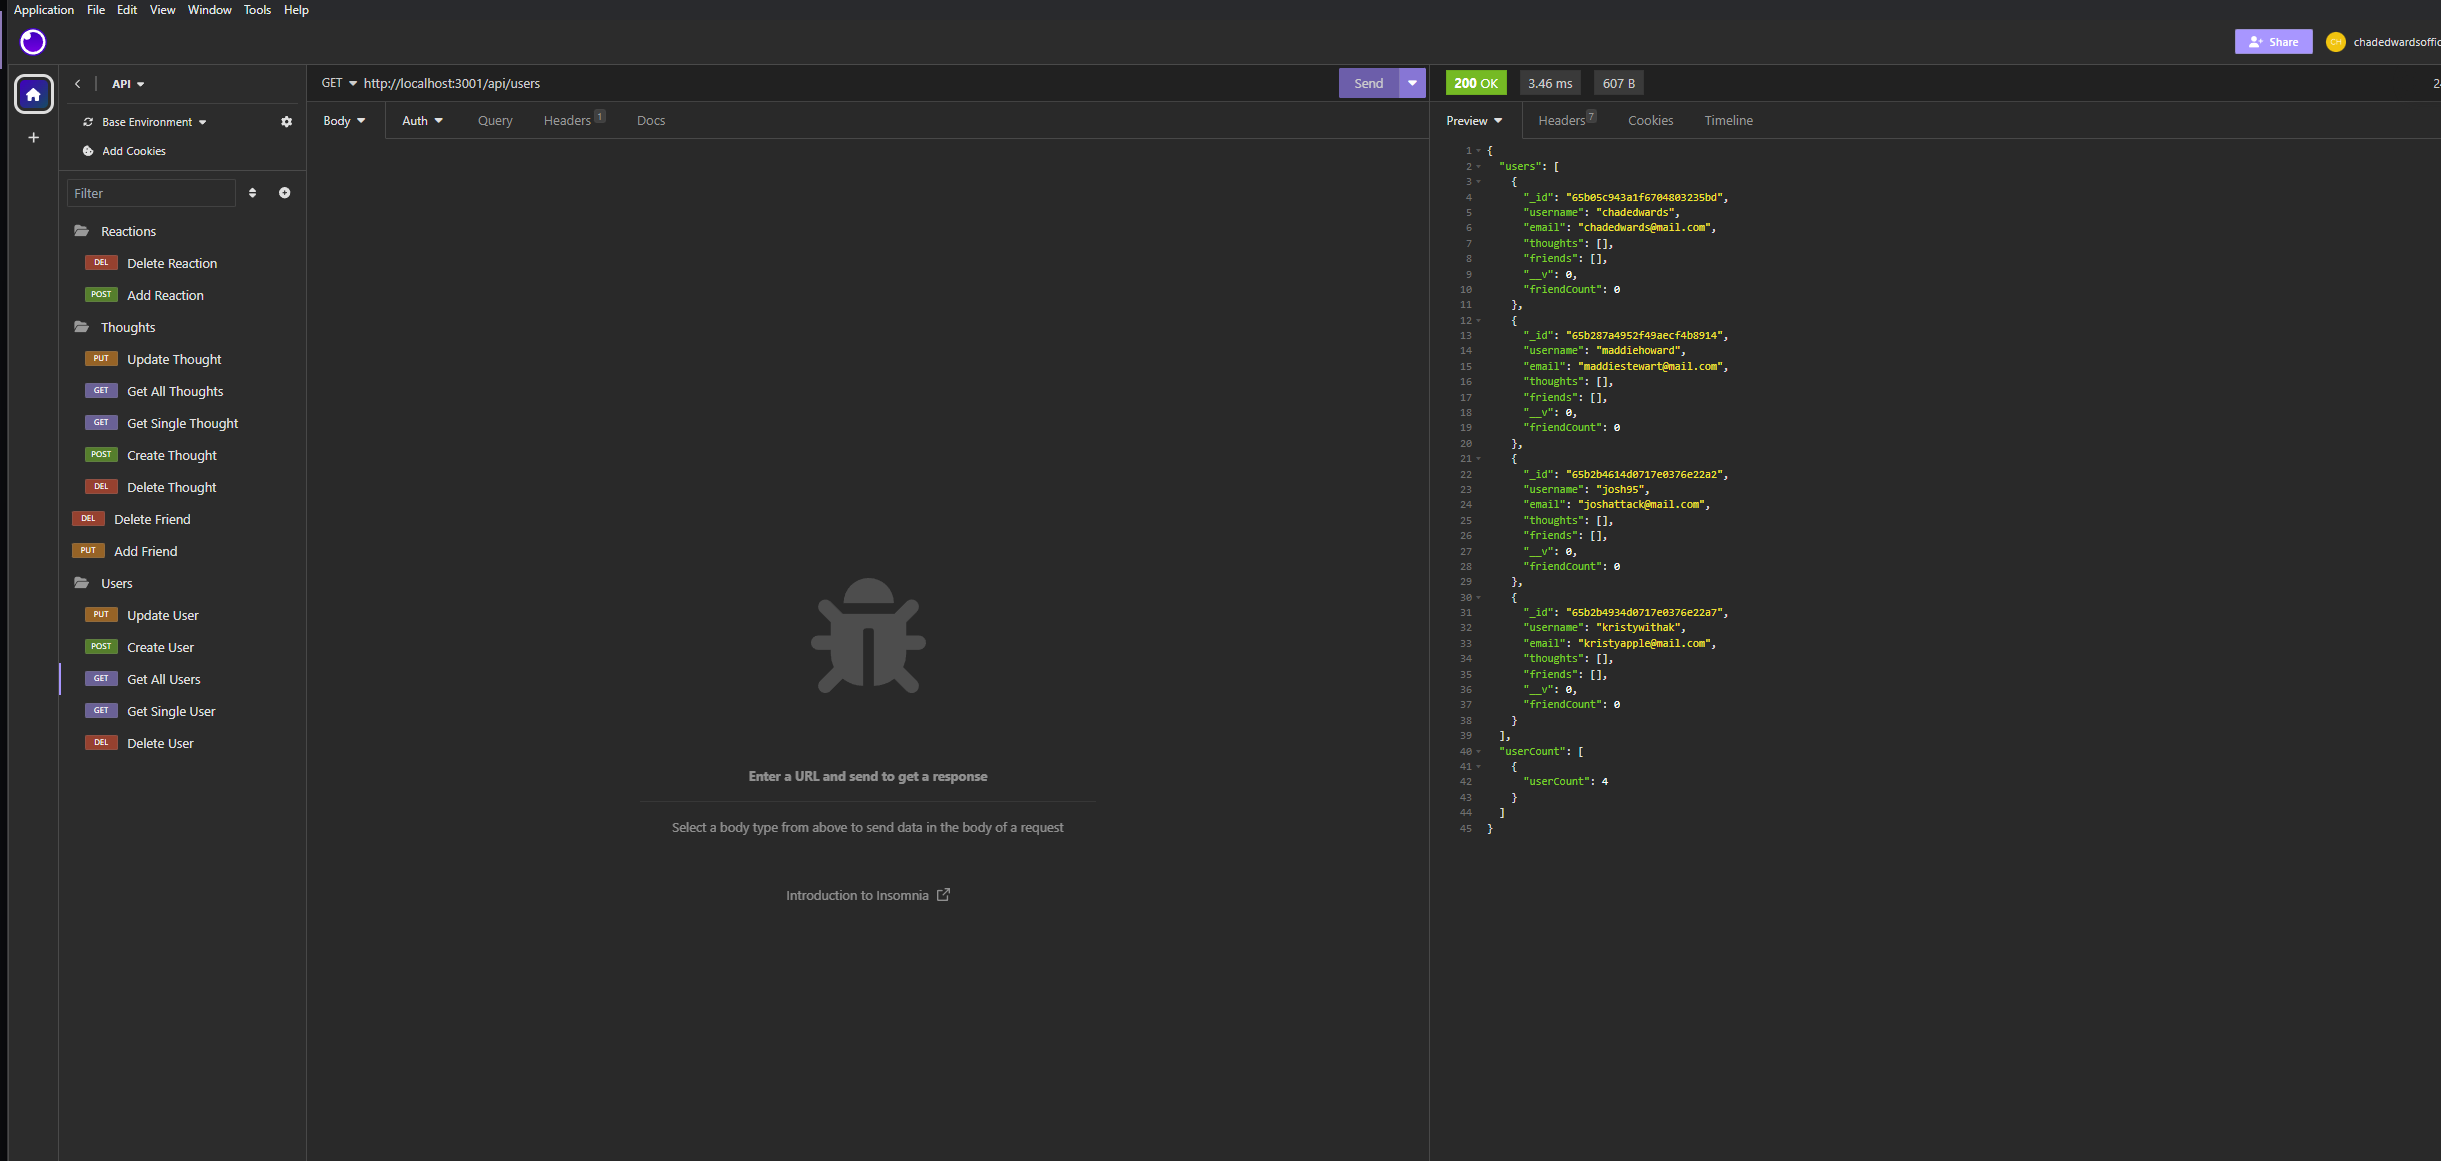 Application File Edit View Window Tools Help
Share
chadedwardsoffic
API
Base Environment
Add Cookies
Filter
Reactions
DEL Delete Reaction
POST Add Reaction
Thoughts
PUT Update Thought
GET Get All Thoughts
GET Get Single Thought
POST Create Thought
DEL Delete Thought
DEL Delete Friend
PUT Add Friend
Users
PUT Update User
POST Create User
GET Get All Users
GET Get Single User
DEL Delete User
GET http://localhost:3001/api/users
Send
Body Auth Query Headers 1 Docs
Enter a URL and send to get a response
Select a body type from above to send data in the body of a request
Introduction to Insomnia
200 OK 3.46 ms 607 B
Preview Headers 7 Cookies Timeline
1 {
2 "users": [
3 {
4 "_id": "65b05c943a1f6704803235bd",
5 "username": "chadedwards",
6 "email": "chadedwards@mail.com",
7 "thoughts": [],
8 "friends": [],
9 "__v": 0,
10 "friendCount": 0
11 },
12 {
13 "_id": "65b287a4952f49aecf4b8914",
14 "username": "maddiehoward",
15 "email": "maddiestewart@mail.com",
16 "thoughts": [],
17 "friends": [],
18 "__v": 0,
19 "friendCount": 0
20 },
21 {
22 "_id": "65b2b4614d0717e0376e22a2",
23 "username": "josh95",
24 "email": "joshattack@mail.com",
25 "thoughts": [],
26 "friends": [],
27 "__v": 0,
28 "friendCount": 0
29 },
30 {
31 "_id": "65b2b4934d0717e0376e22a7",
32 "username": "kristywithak",
33 "email": "kristyapple@mail.com",
34 "thoughts": [],
35 "friends": [],
36 "__v": 0,
37 "friendCount": 0
38 }
39 ],
40 "userCount": [
41 {
42 "userCount": 4
43 }
44 ]
45 }